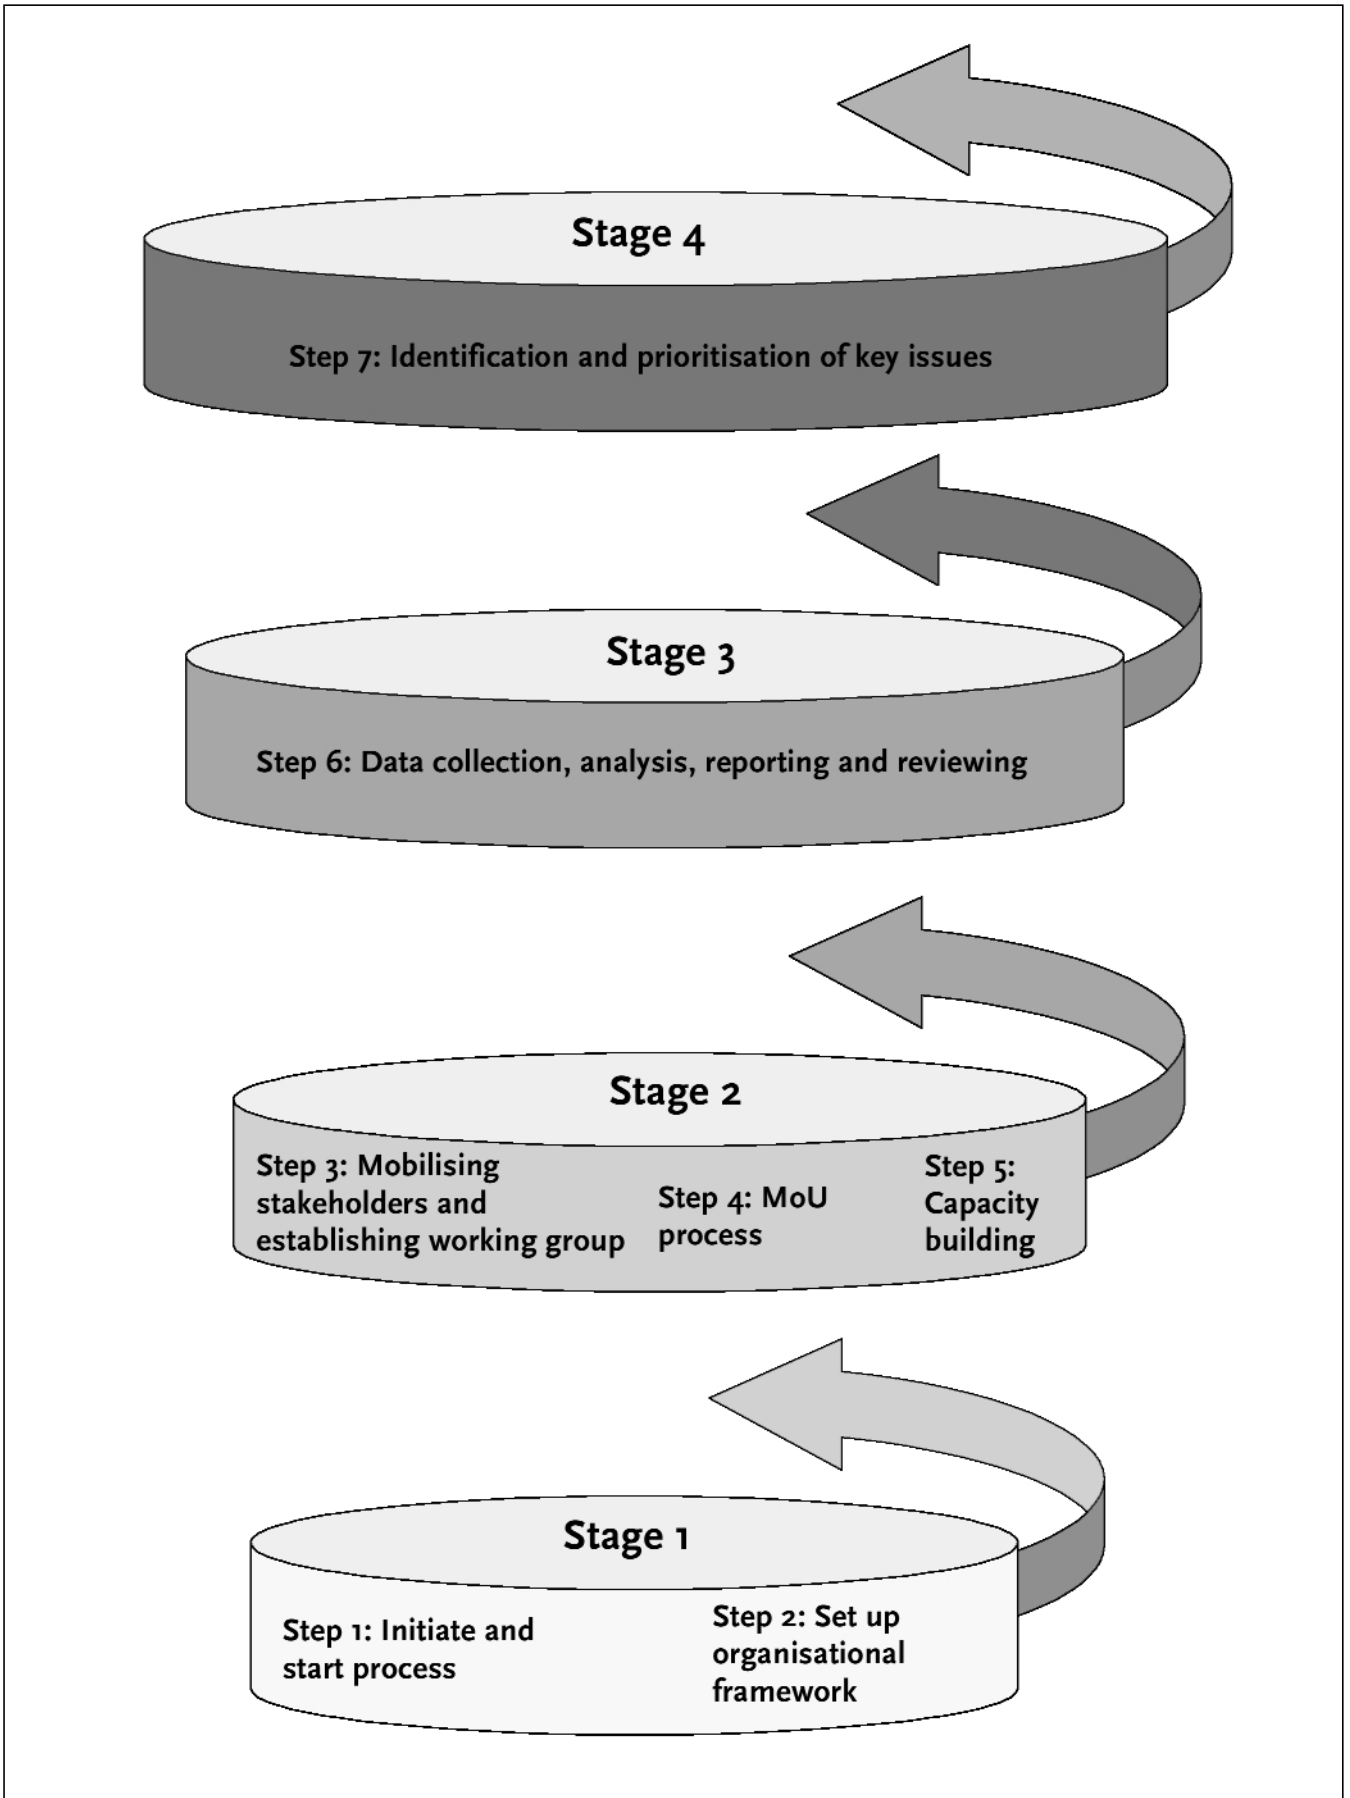 Stage 4
Step 7: Identification and prioritisation of key issues
Stage 3
Step 6: Data collection, analysis, reporting and reviewing
Stage 2
Step 3: Mobilising
stakeholders and
establishing working group
Step 4: MoU
process
Step 5:
Capacity
building
Stage 1
Step 1: Initiate and
start process
Step 2: Set up
organisational
framework